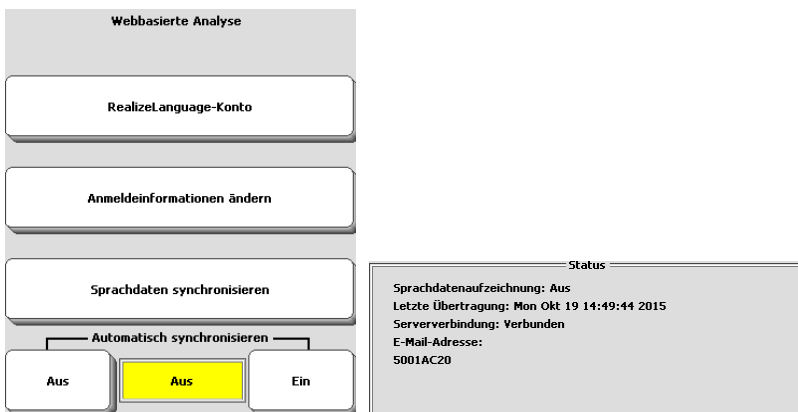 Webbasierte Analyse
RealizeLanguage-Konto
Anmeldeinformationen ändern
Sprachdaten synchronisieren
Automatisch synchronisieren
Aus
Aus
Ein
Status
Sprachdatenaufzeichnung: Aus
Letzte Übertragung: Mon Okt 19 14:49:44 2015
Serververbindung: Verbunden
E-Mail-Adresse:
5001AC20